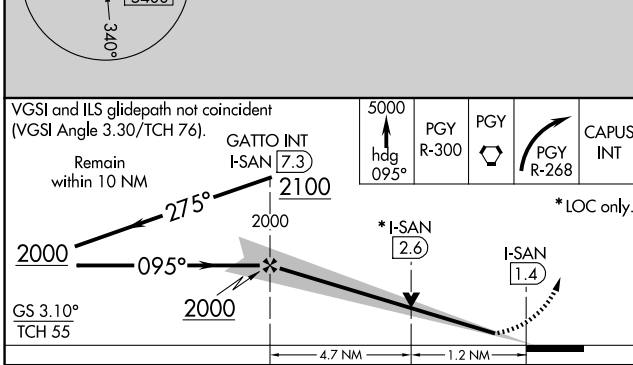 340°
VGSI and ILS glidepath not coincident
(VGSI Angle 3.30/TCH 76).
Remain
within 10 NM
GATTO INT
I-SAN 7.3
2100
275°
2000
2000
095°
2000
GS 3.10°
TCH 55
5000
hdg
095°
PGY
R-300
PGY
PGY
R-268
CAPUS
INT
*LOC only.
*I-SAN
2.6
I-SAN
1.4
4.7 NM
1.2 NM